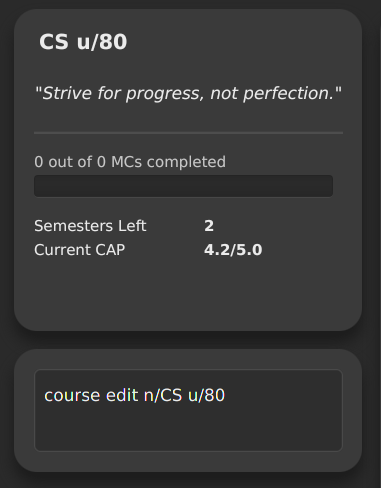 CS u/80
"Strive for progress, not perfection."
0 out of 0 MCs completed
Semesters Left 2
Current CAP 4.2/5.0
course edit n/CS u/80